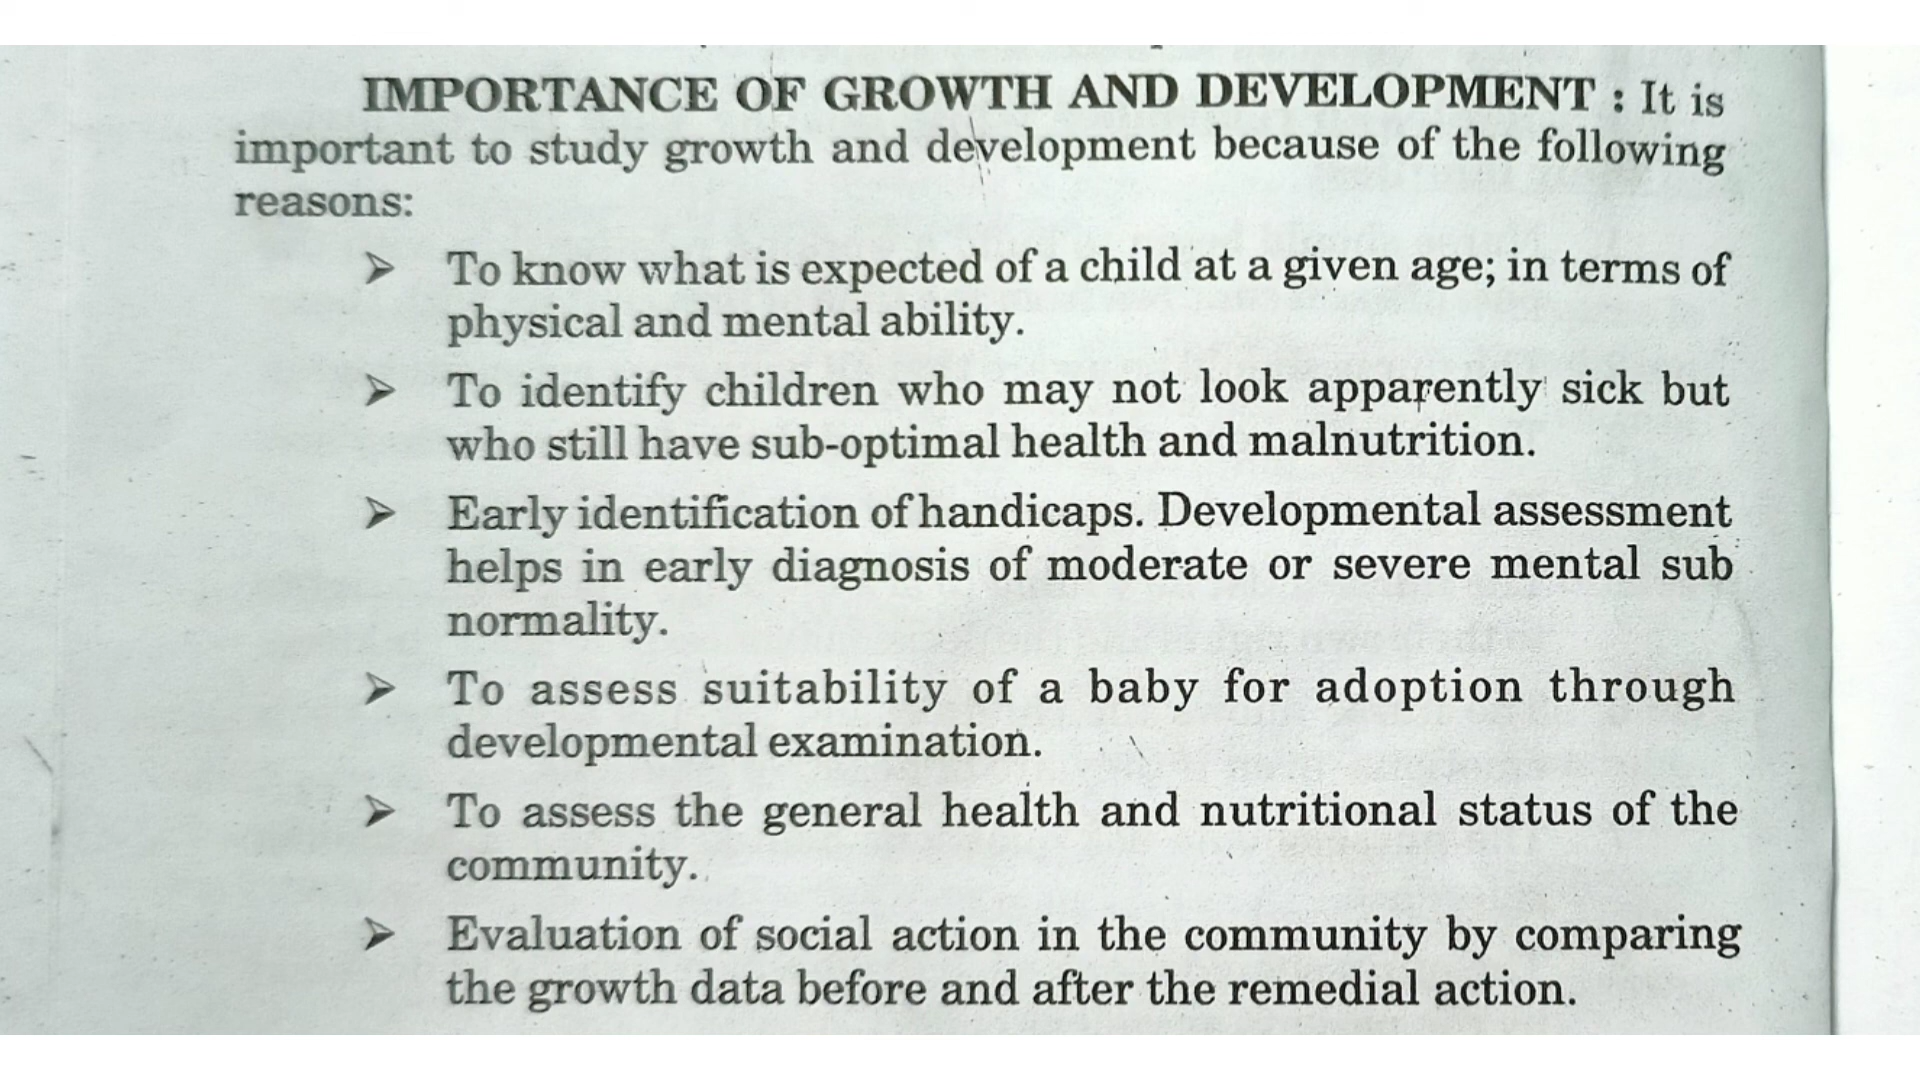 IMPORTANCE OF GROWTH AND DEVELOPMENT : It is
important to study growth and development because of the following
reasons:
➢ To know what is expected of a child at a given age; in terms of
physical and mental ability.
➢ To identify children who may not look apparently sick but
who still have sub-optimal health and malnutrition.
➢ Early identification of handicaps. Developmental assessment
helps in early diagnosis of moderate or severe mental sub
normality.
➢ To assess suitability of a baby for adoption through
developmental examination.
➢ To assess the general health and nutritional status of the
community.
➢ Evaluation of social action in the community by comparing
the growth data before and after the remedial action.